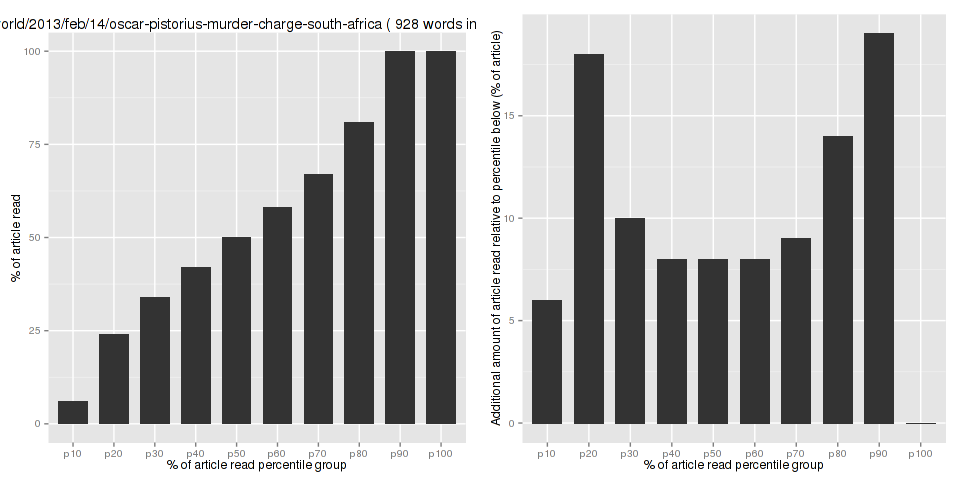 orld/2013/feb/14/oscar-pistorius-murder-charge-south-africa ( 928 words in
% of article read
100
75
50
25
0
p10 p20 p30 p40 p50 p60 p70 p80 p90 p100
% of article read percentile group
Additional amount of article read relative to percentile below (% of article)
15
10
5
0
p10 p20 p30 p40 p50 p60 p70 p80 p90 p100
% of article read percentile group